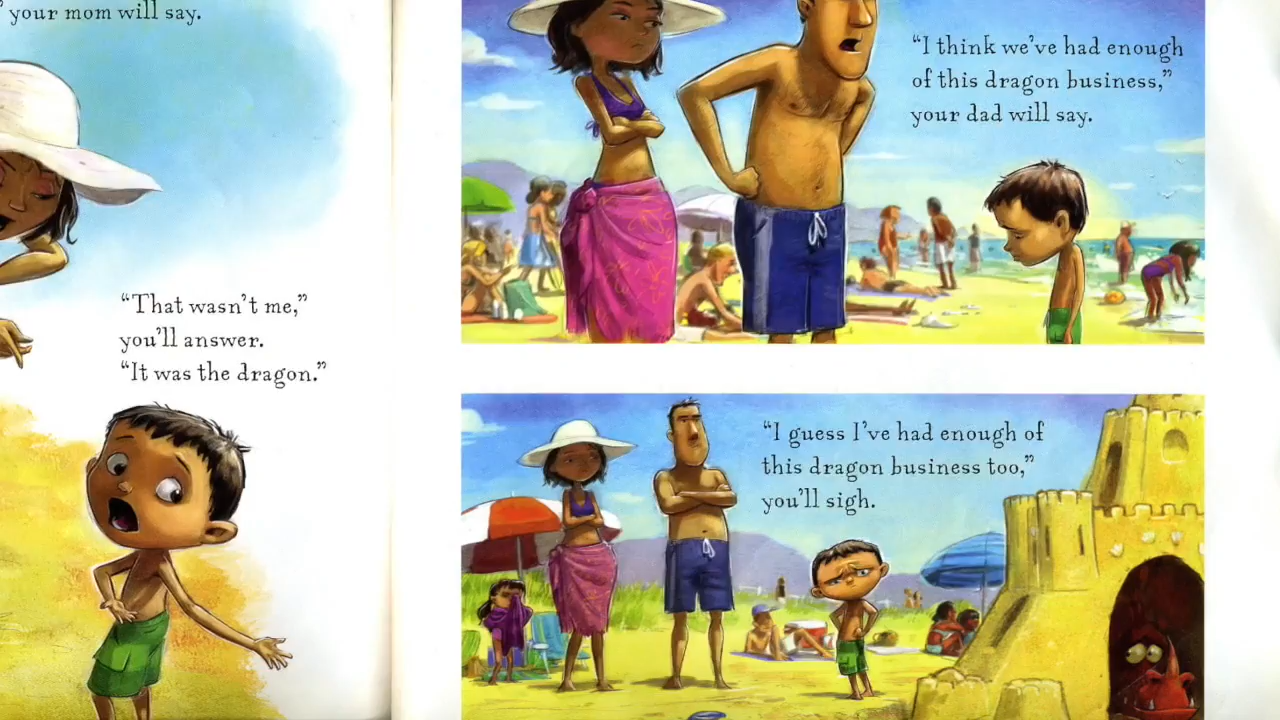 ’ your mom will say.
“That wasn’t me,”
you’ll answer.
“It was the dragon.”
“I think we’ve had enough
of this dragon business,”
your dad will say.
“I guess I’ve had enough of
this dragon business too,”
you’ll sigh.